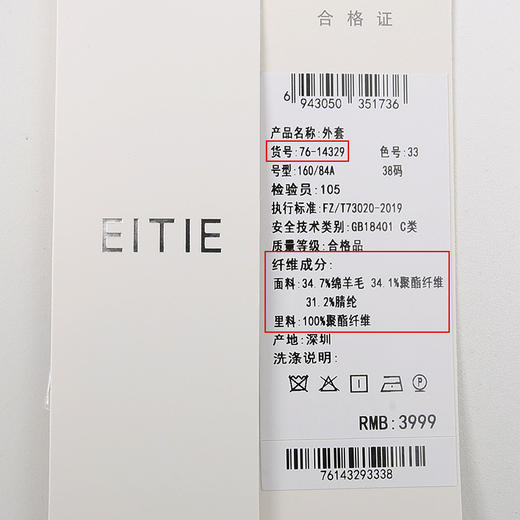 合格证
6 943050 351736
产品名称:外套
货号:76-14329 色号:33
号型:160/84A 38码
检验员:105
执行标准:FZ/T73020-2019
安全技术类别:GB18401 C类
质量等级:合格品
纤维成分:
面料:34.7%绵羊毛 34.1%聚酯纤维
31.2%腈纶
里料:100%聚酯纤维
产地:深圳
洗涤说明:
RMB:3999
76143293338
EITIE